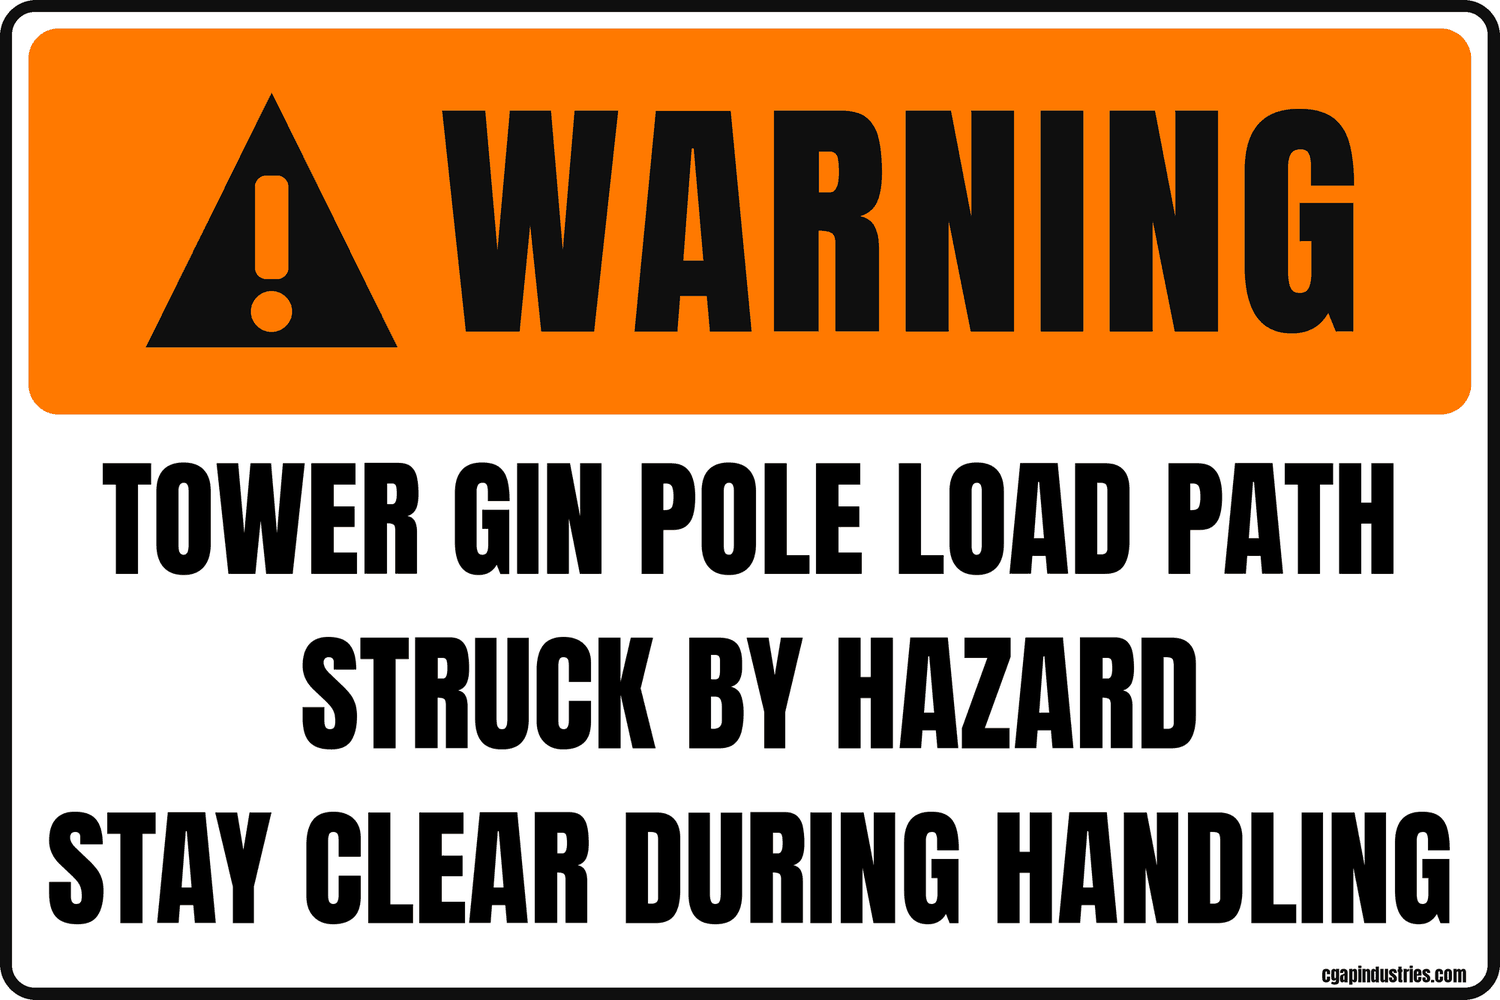 WARNING
TOWER GIN POLE LOAD PATH
STRUCK BY HAZARD
STAY CLEAR DURING HANDLING
cgapindustries.com